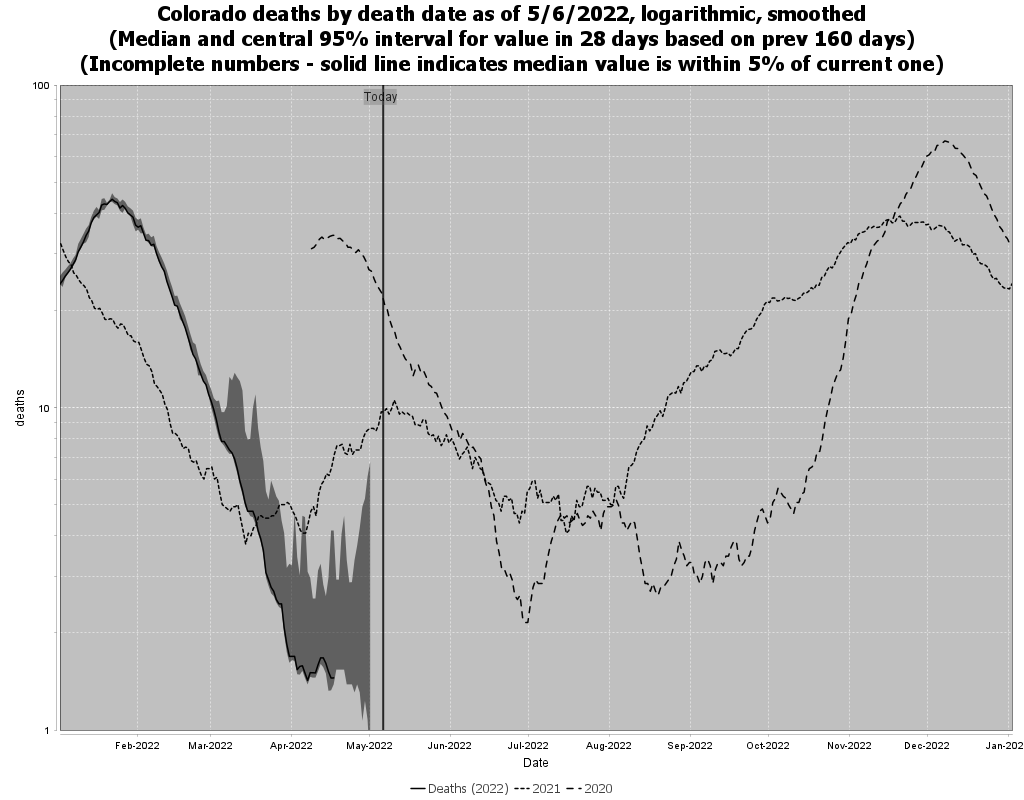 Colorado deaths by death date as of 5/6/2022, logarithmic, smoothed
(Median and central 95% interval for value in 28 days based on prev 160 days)
(Incomplete numbers - solid line indicates median value is within 5% of current one)
100
Today
deaths
10
1
Feb-2022 Mar-2022 Apr-2022 May-2022 Jun-2022 Jul-2022 Aug-2022 Sep-2022 Oct-2022 Nov-2022 Dec-2022 Jan-202
Date
Deaths (2022) 2021 2020